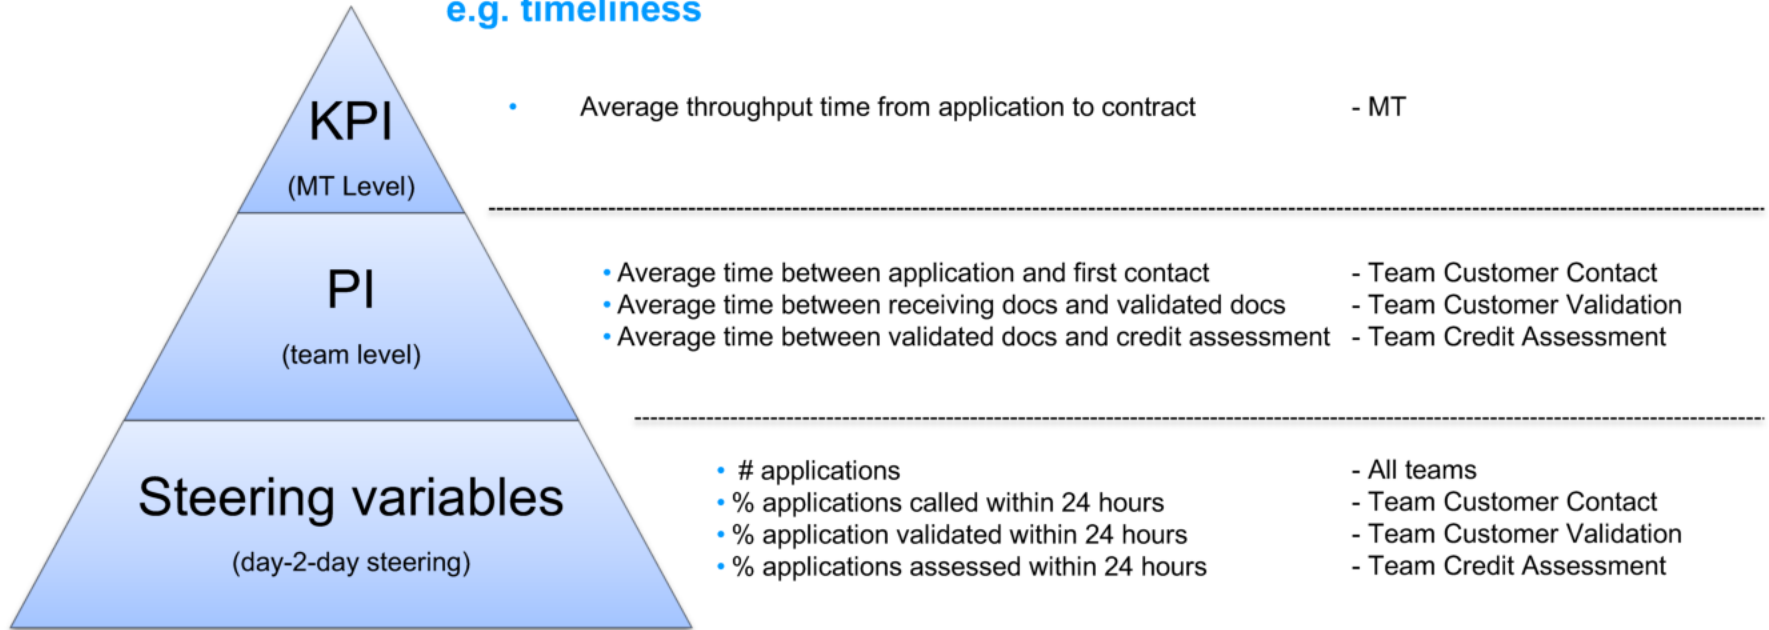 e.g. timeliness
KPI
(MT Level)
• Average throughput time from application to contract - MT
PI
(team level)
• Average time between application and first contact - Team Customer Contact
• Average time between receiving docs and validated docs - Team Customer Validation
• Average time between validated docs and credit assessment - Team Credit Assessment
Steering variables
(day-2-day steering)
• # applications - All teams
• % applications called within 24 hours - Team Customer Contact
• % application validated within 24 hours - Team Customer Validation
• % applications assessed within 24 hours - Team Credit Assessment